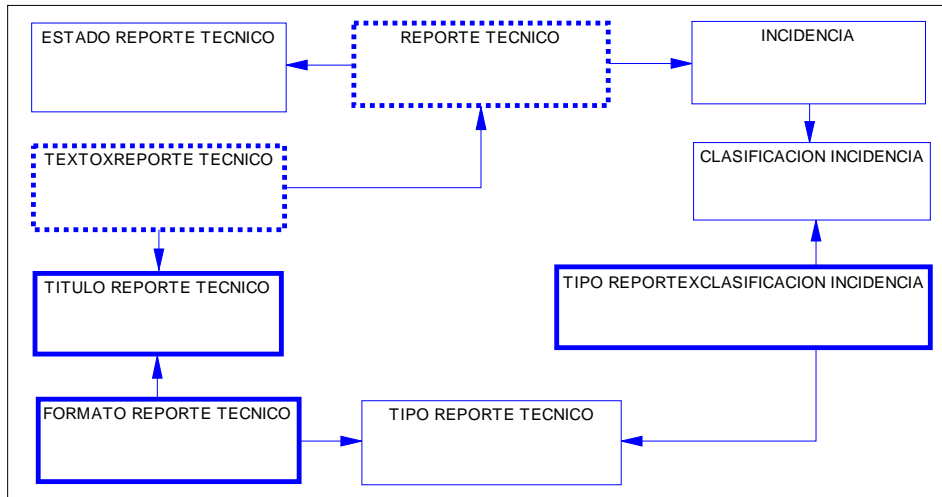 ESTADO REPORTE TECNICO
REPORTE TECNICO
INCIDENCIA
TEXTOXREPORTE TECNICO
CLASIFICACION INCIDENCIA
TITULO REPORTE TECNICO
TIPO REPORTEXCLASIFICACION INCIDENCIA
FORMATO REPORTE TECNICO
TIPO REPORTE TECNICO